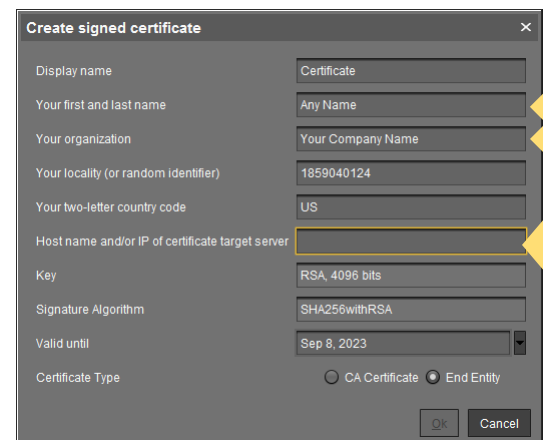 Create signed certificate ×
Display name Certificate
Your first and last name Any Name
Your organization Your Company Name
Your locality (or random identifier) 1859040124
Your two-letter country code US
Host name and/or IP of certificate target server
Key RSA, 4096 bits
Signature Algorithm SHA256withRSA
Valid until Sep 8, 2023
Certificate Type CA Certificate End Entity
Ok Cancel